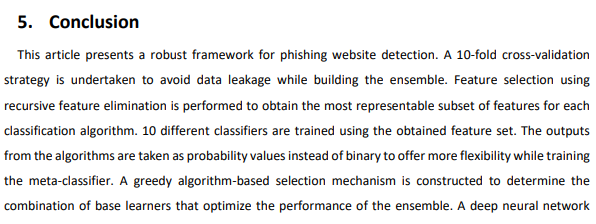 5. Conclusion
This article presents a robust framework for phishing website detection. A 10-fold cross-validation
strategy is undertaken to avoid data leakage while building the ensemble. Feature selection using
recursive feature elimination is performed to obtain the most representable subset of features for each
classification algorithm. 10 different classifiers are trained using the obtained feature set. The outputs
from the algorithms are taken as probability values instead of binary to offer more flexibility while training
the meta-classifier. A greedy algorithm-based selection mechanism is constructed to determine the
combination of base learners that optimize the performance of the ensemble. A deep neural network